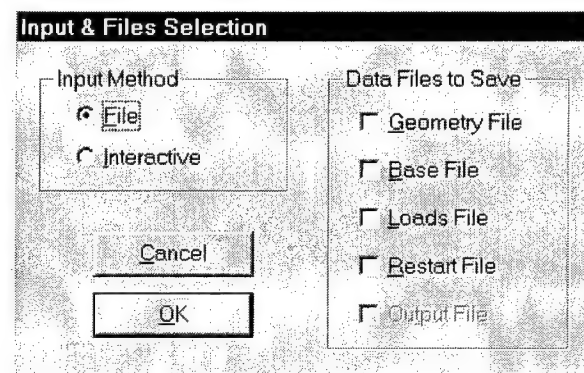 Input & Files Selection
Input Method
File
Interactive
Cancel
OK
Data Files to Save
Geometry File
Base File
Loads File
Restart File
Output File